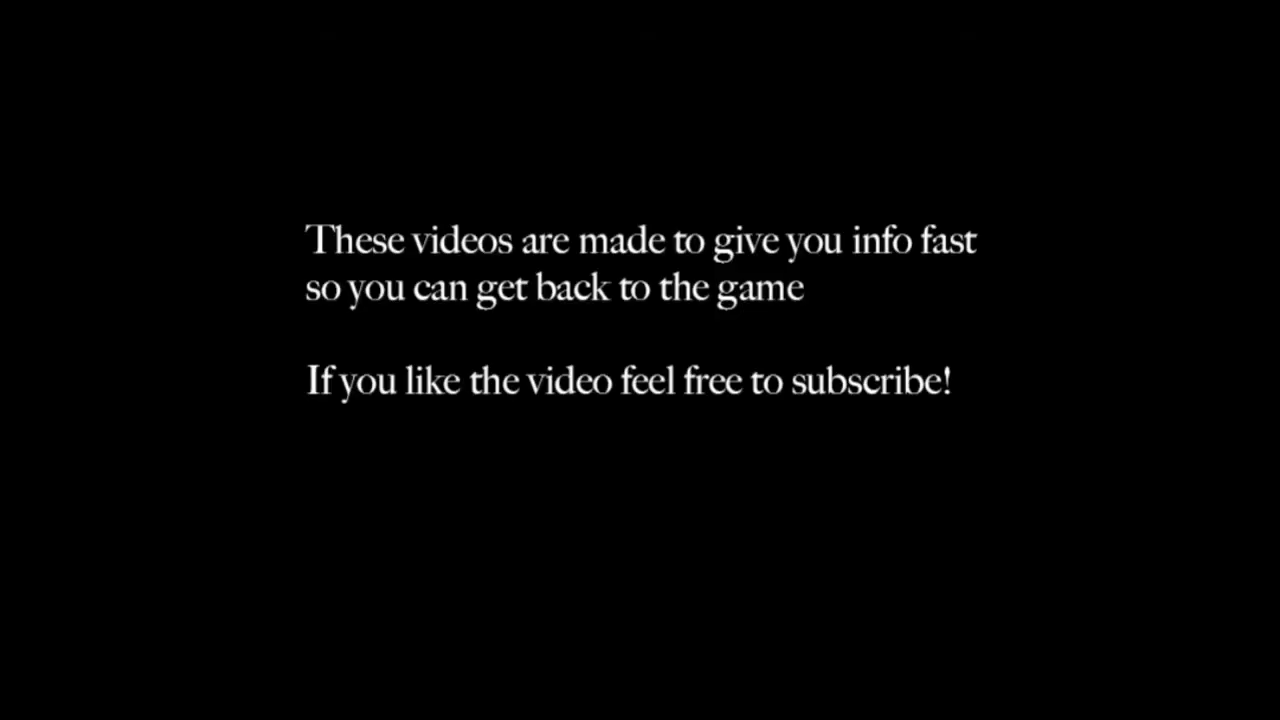 These videos are made to give you info fast
so you can get back to the game
If you like the video feel free to subscribe!